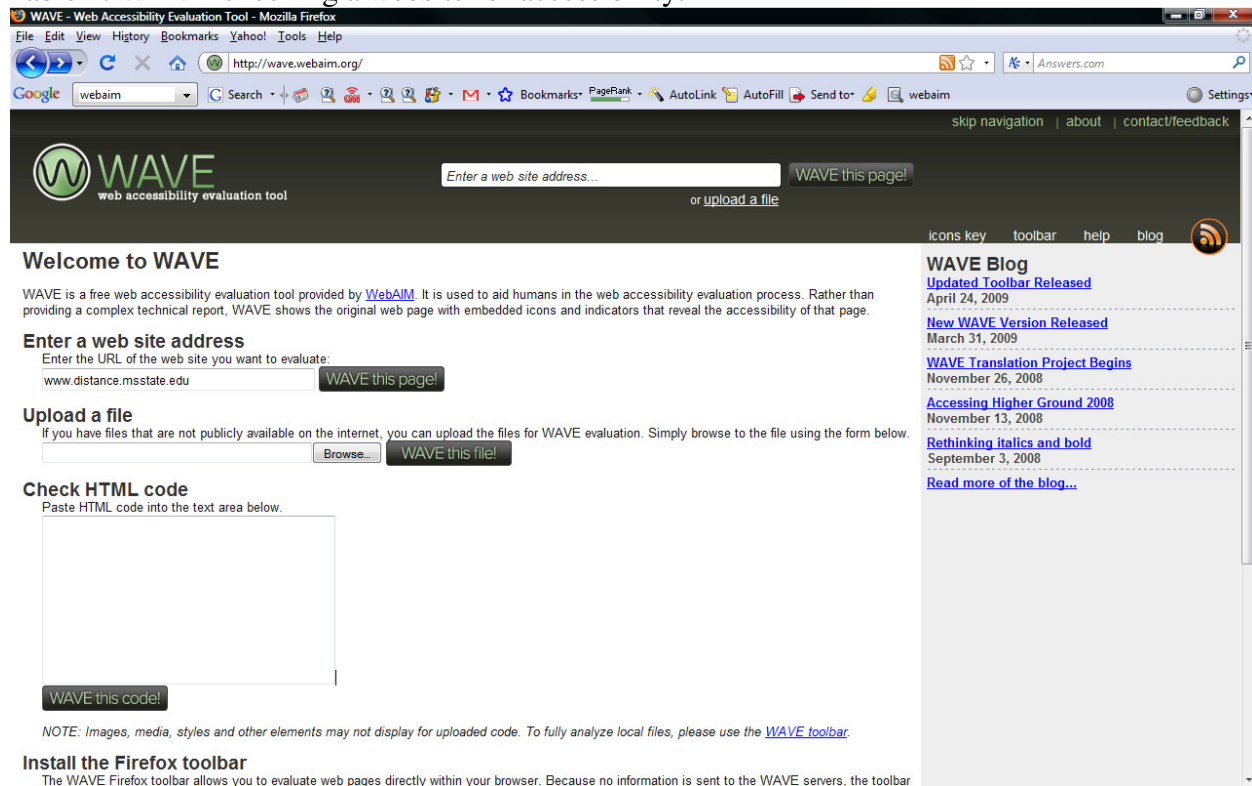 WAVE - Web Accessibility Evaluation Tool - Mozilla Firefox
File Edit View History Bookmarks Yahoo! Tools Help
http://wave.webaim.org/ Answers.com
Google webaim Search Bookmarks PageRank AutoLink AutoFill Send to webaim Settings
skip navigation | about | contact/feedback
WAVE
web accessibility evaluation tool
Enter a web site address... WAVE this page!
or upload a file
icons key toolbar help blog
Welcome to WAVE
WAVE is a free web accessibility evaluation tool provided by WebAIM. It is used to aid humans in the web accessibility evaluation process. Rather than
providing a complex technical report, WAVE shows the original web page with embedded icons and indicators that reveal the accessibility of that page.
Enter a web site address
Enter the URL of the web site you want to evaluate:
www.distance.msstate.edu WAVE this page!
Upload a file
If you have files that are not publicly available on the internet, you can upload the files for WAVE evaluation. Simply browse to the file using the form below.
Browse... WAVE this file!
Check HTML code
Paste HTML code into the text area below.
WAVE this code!
NOTE: Images, media, styles and other elements may not display for uploaded code. To fully analyze local files, please use the WAVE toolbar.
Install the Firefox toolbar
The WAVE Firefox toolbar allows you to evaluate web pages directly within your browser. Because no information is sent to the WAVE servers, the toolbar
WAVE Blog
Updated Toolbar Released
April 24, 2009
New WAVE Version Released
March 31, 2009
WAVE Translation Project Begins
November 26, 2008
Accessing Higher Ground 2008
November 13, 2008
Rethinking italics and bold
September 3, 2008
Read more of the blog...